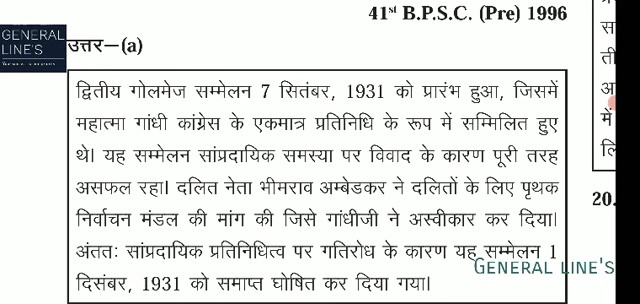 41st B.P.S.C. (Pre) 1996
GENERAL
LINE'S
उत्तर–(a)
द्वितीय गोलमेज सम्मेलन 7 सितंबर, 1931 को प्रारंभ हुआ, जिसमें
महात्मा गांधी कांग्रेस के एकमात्र प्रतिनिधि के रूप में सम्मिलित हुए
थे। यह सम्मेलन सांप्रदायिक समस्या पर विवाद के कारण पूरी तरह
असफल रहा। दलित नेता भीमराव अम्बेडकर ने दलितों के लिए पृथक
निर्वाचन मंडल की मांग की जिसे गांधीजी ने अस्वीकार कर दिया।
अंततः सांप्रदायिक प्रतिनिधित्व पर गतिरोध के कारण यह सम्मेलन 1
दिसंबर, 1931 को समाप्त घोषित कर दिया गया।
GENERAL LINE'S
स
ती
में
20.